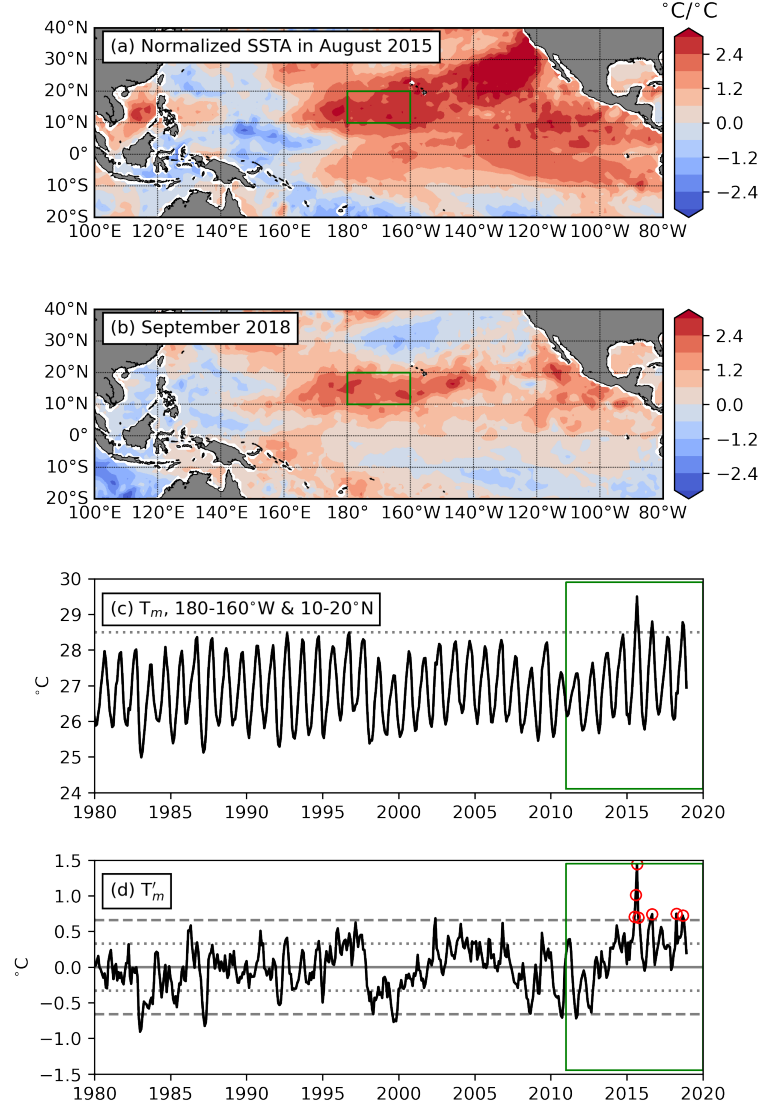 °C/°C
(a) Normalized SSTA in August 2015
40°N
30°N
20°N
10°N
0°
10°S
20°S
100°E 120°E 140°E 160°E 180° 160°W 140°W 120°W 100°W 80°W
2.4
1.2
0.0
−1.2
−2.4
(b) September 2018
40°N
30°N
20°N
10°N
0°
10°S
20°S
100°E 120°E 140°E 160°E 180° 160°W 140°W 120°W 100°W 80°W
2.4
1.2
0.0
−1.2
−2.4
(c) Tm, 180-160°W & 10-20°N
°C
30
29
28
27
26
25
24
1980 1985 1990 1995 2000 2005 2010 2015 2020
(d) T′m
°C
1.5
1.0
0.5
0.0
−0.5
−1.0
−1.5
1980 1985 1990 1995 2000 2005 2010 2015 2020